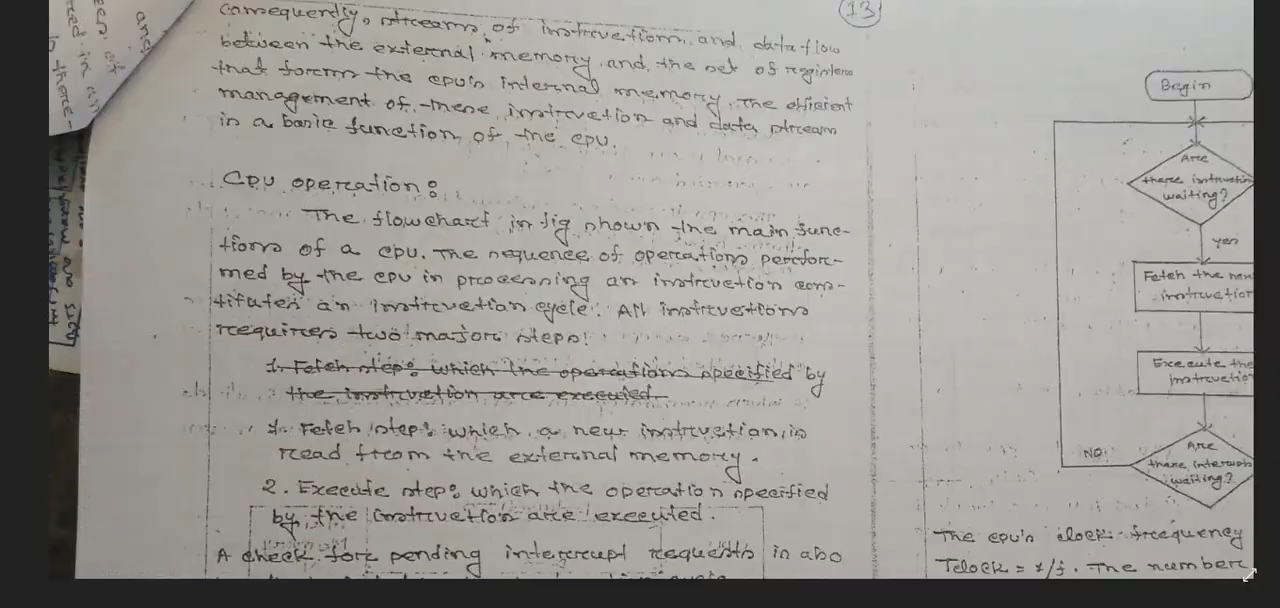 13
consequently, streams of instructions and data flow
between the external memory and the set of registers
that forms the cpu's internal memory. The efficient
management of these instruction and data stream
is a basic function of the cpu.
CPU operation:
The flowchart in fig shows the main func-
tions of a cpu. The sequence of operations perfor-
med by the cpu in processing an instruction cons-
titutes an instruction cycle. All instructions
requires two major steps:
1. Fetch step: which the operations specified by
the instruction are executed
1. Fetch step: which a new instruction is
read from the external memory.
2. Execute step: which the operation specified
by the instruction are executed.
A check for pending interrupt requests is also
Begin
Are
there instruction
waiting?
yes
Fetch the new
instruction
Execute the
instruction
Are
there interrupts
waiting?
NO
The cpu's clock frequency
Tclock = 1/f. The number